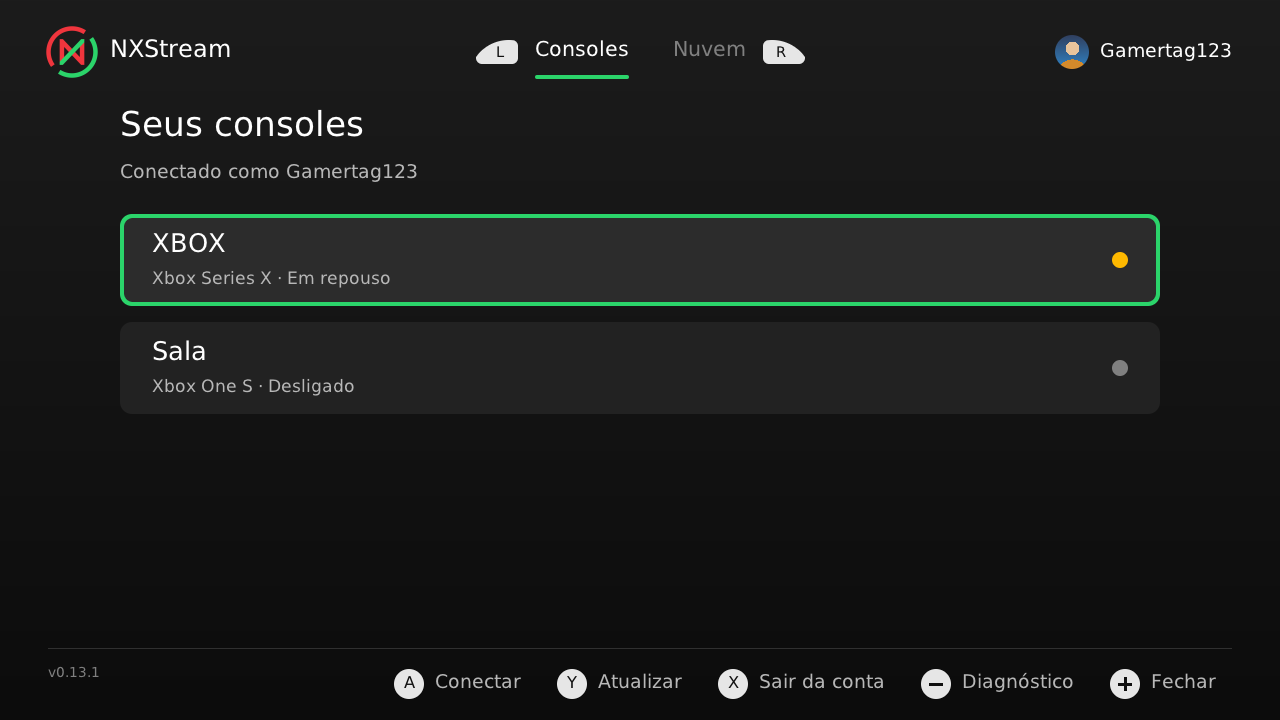 NXStream
L Consoles Nuvem R
Gamertag123
Seus consoles
Conectado como Gamertag123
XBOX
Xbox Series X · Em repouso
Sala
Xbox One S · Desligado
v0.13.1
A Conectar Y Atualizar X Sair da conta − Diagnóstico + Fechar